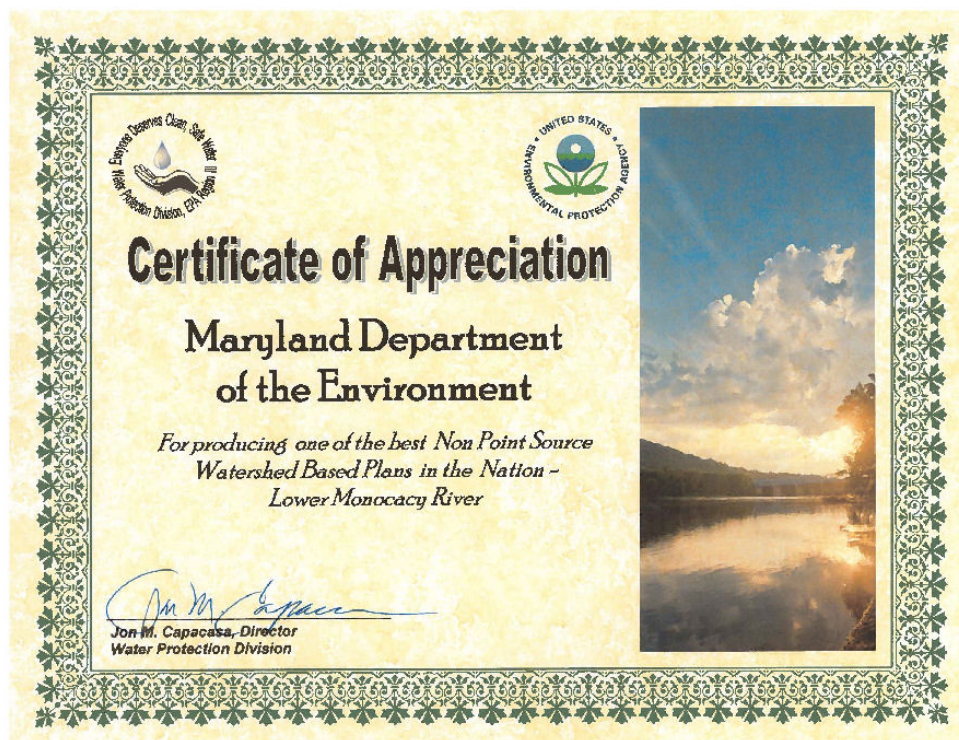 Everyone Deserves Clean, Safe Water
Water Protection Division, EPA Region III
UNITED STATES
ENVIRONMENTAL PROTECTION AGENCY
Certificate of Appreciation
Maryland Department
of the Environment
For producing one of the best Non Point Source
Watershed Based Plans in the Nation –
Lower Monocacy River
Jon M. Capacasa
Jon M. Capacasa, Director
Water Protection Division